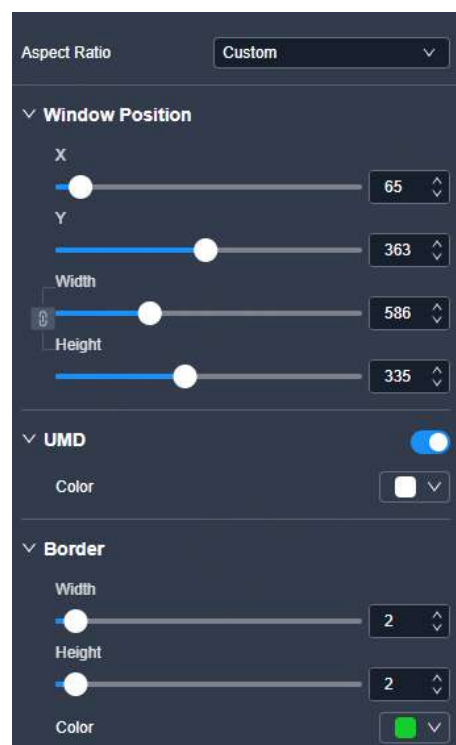 Aspect Ratio Custom
Window Position
X
65
Y
363
Width
586
Height
335
UMD
Color
Border
Width
2
Height
2
Color